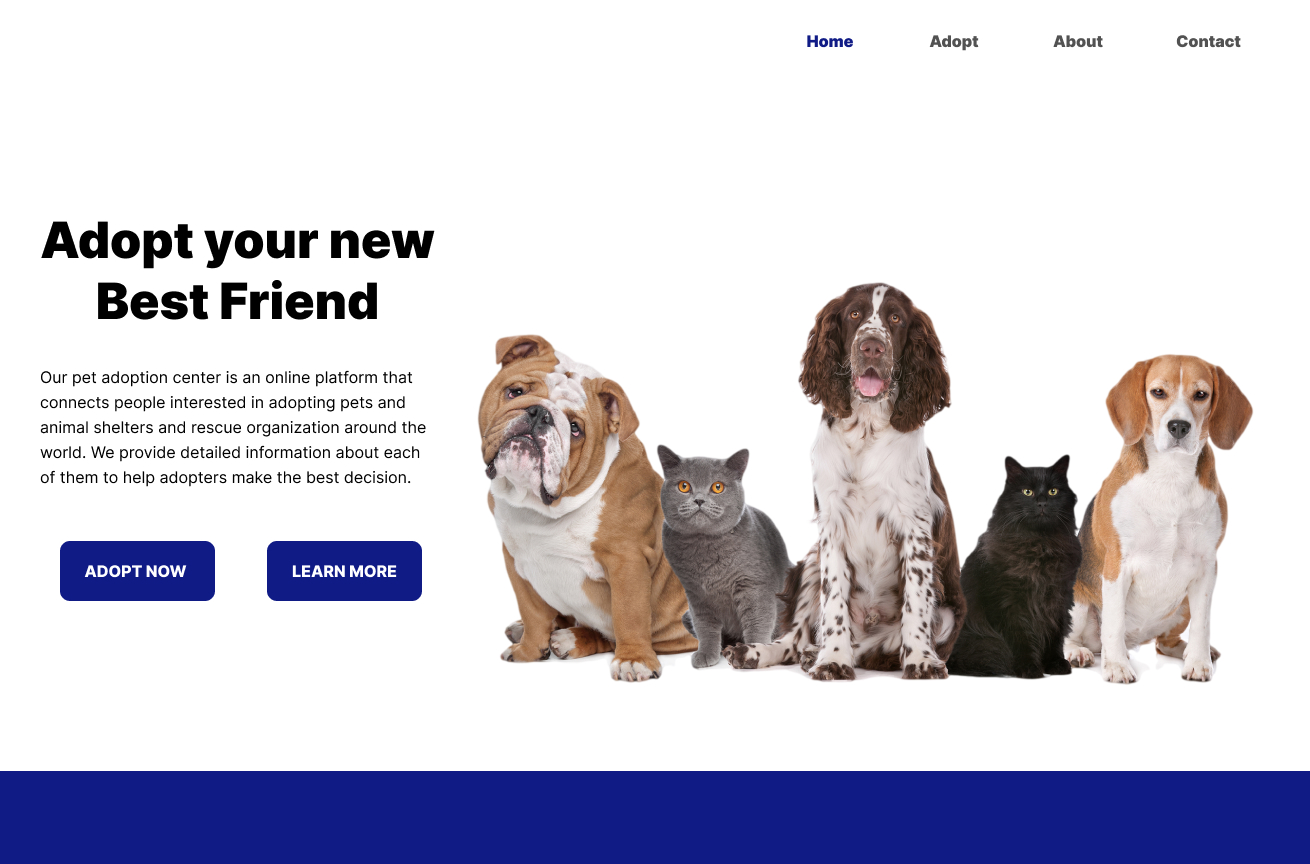 Home Adopt About Contact
Adopt your new
Best Friend
Our pet adoption center is an online platform that
connects people interested in adopting pets and
animal shelters and rescue organization around the
world. We provide detailed information about each
of them to help adopters make the best decision.
ADOPT NOW LEARN MORE